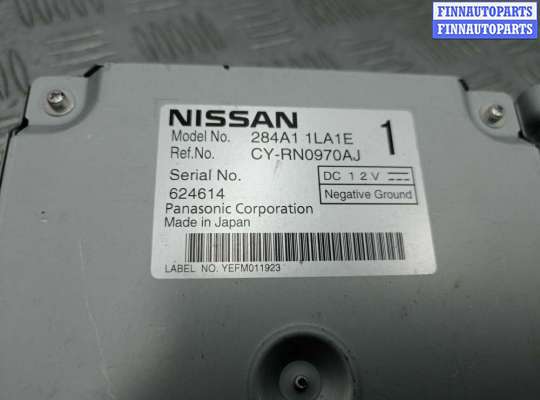 FINNAUTOPARTS
FINNAUTOPARTS
NISSAN
Model No. 284A1 1LA1E 1
Ref.No. CY-RN0970AJ
Serial No. DC 12V
624614 Negative Ground
Panasonic Corporation
Made in Japan
LABEL NO. YEFM011923